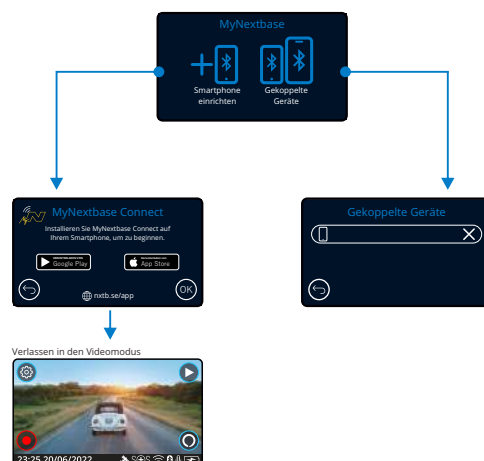 MyNextbase
Smartphone
einrichten
Gekoppelte
Geräte
MyNextbase Connect
Installieren Sie MyNextbase Connect auf
Ihrem Smartphone, um zu beginnen.
Google Play
App Store
nxtb.se/app
OK
Gekoppelte Geräte
Verlassen in den Videomodus
23:25 20/06/2022
SOS